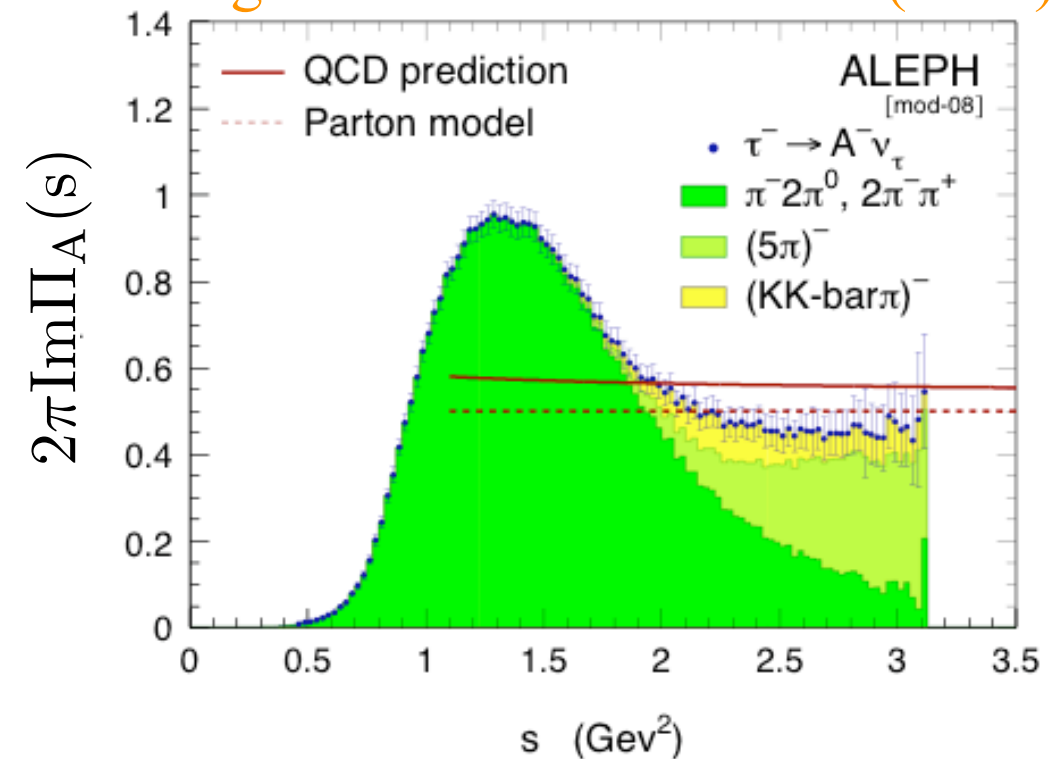 (
)
1.4
1.2
1
0.8
0.6
0.4
0.2
0
2πImΠ_A(s)
QCD prediction
Parton model
ALEPH
[mod-08]
τ⁻ → A⁻ν_τ
π⁻2π⁰, 2π⁻π⁺
(5π)⁻
(KK-barπ)⁻
0 0.5 1 1.5 2 2.5 3 3.5
s (Gev²)